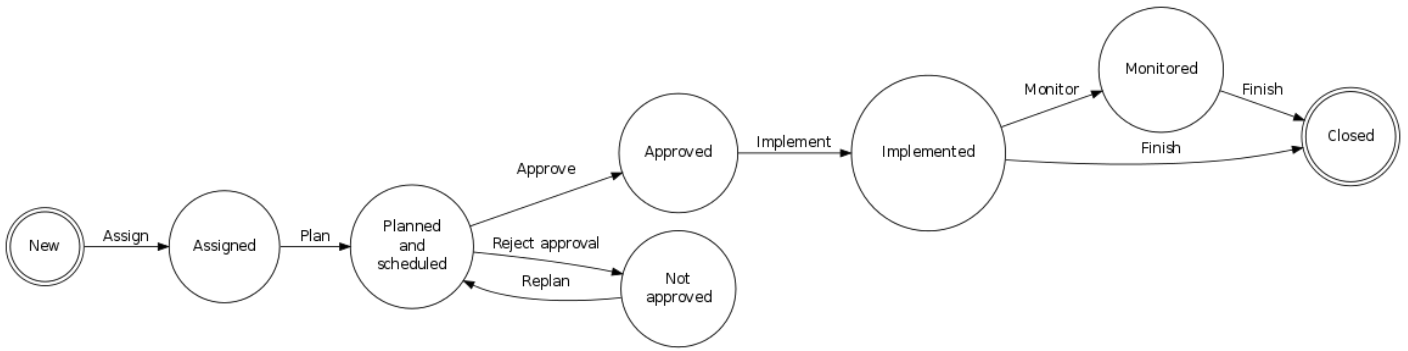 New
Assign
Assigned
Plan
Planned
and
scheduled
Approve
Reject approval
Replan
Approved
Not
approved
Implement
Implemented
Monitor
Finish
Monitored
Finish
Closed